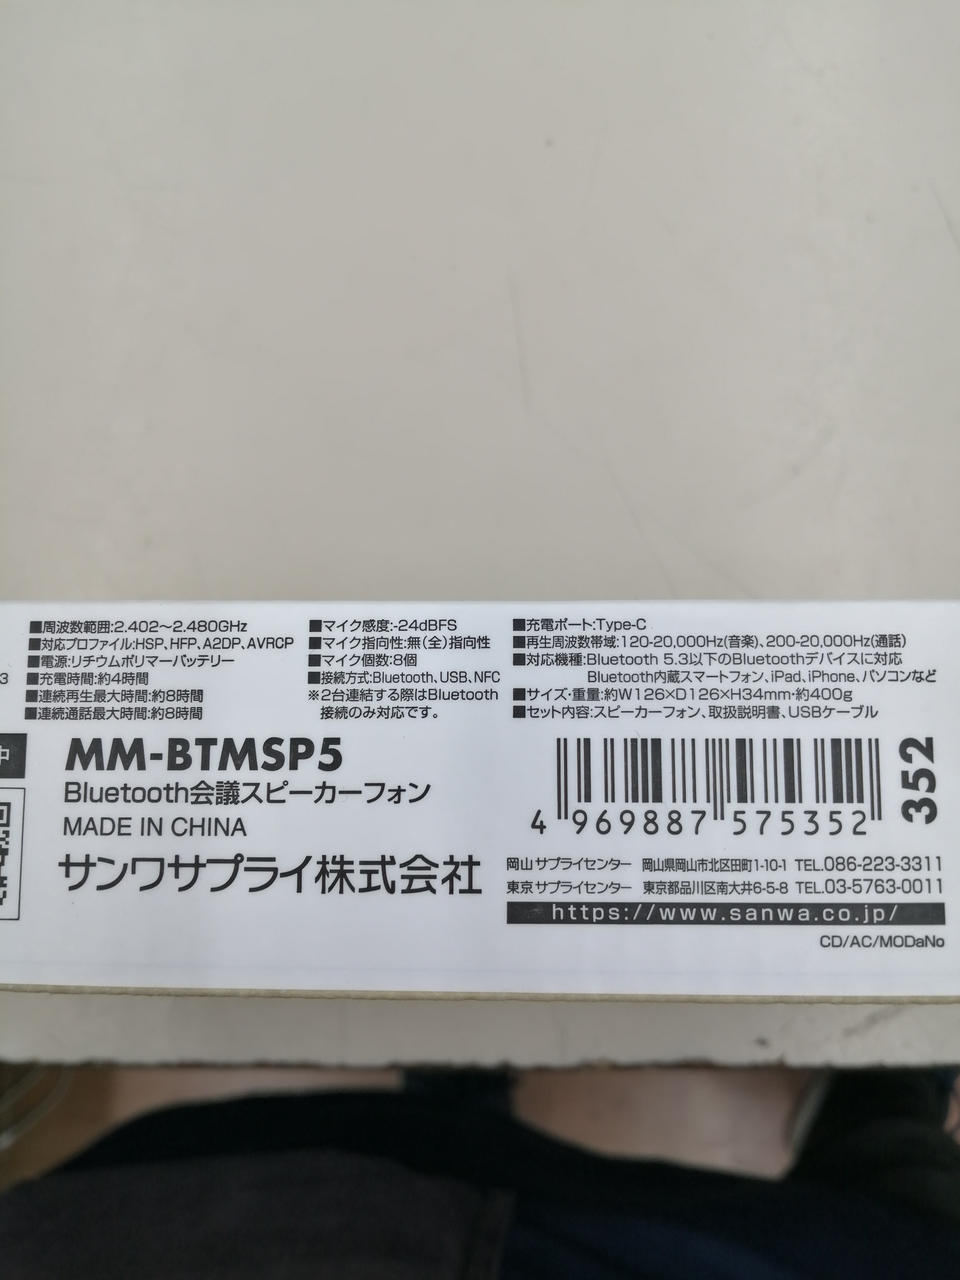 ■周波数範囲:2.402～2.480GHz
■対応プロファイル:HSP、HFP、A2DP、AVRCP
■電源:リチウムポリマーバッテリー
3
■充電時間:約4時間
■連続再生最大時間:約8時間
■連続通話最大時間:約8時間
■マイク感度:-24dBFS
■マイク指向性:無(全)指向性
■マイク個数:8個
■接続方式:Bluetooth、USB、NFC
※2台連結する際はBluetooth
接続のみ対応です。
■充電ポート:Type-C
■再生周波数帯域:120-20,000Hz(音楽)、200-20,000Hz(通話)
■対応機種:Bluetooth 5.3以下のBluetoothデバイスに対応
Bluetooth内蔵スマートフォン、iPad、iPhone、パソコンなど
■サイズ・重量:約W126×D126×H34mm・約400g
■セット内容:スピーカーフォン、取扱説明書、USBケーブル
中
MM-BTMSP5
Bluetooth会議スピーカーフォン
MADE IN CHINA
サンワサプライ株式会社
4 969887 575352
352
岡山サプライセンター 岡山県岡山市北区田町1-10-1 TEL.086-223-3311
東京サプライセンター 東京都品川区南大井6-5-8 TEL.03-5763-0011
https://www.sanwa.co.jp/
CD/AC/MODaNo